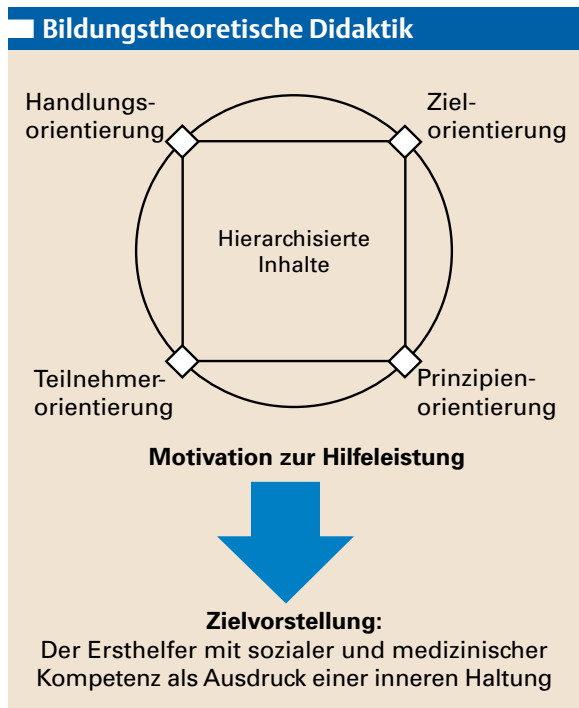 Bildungstheoretische Didaktik
Handlungs-
orientierung
Ziel-
orientierung
Hierarchisierte
Inhalte
Teilnehmer-
orientierung
Prinzipien-
orientierung
Motivation zur Hilfeleistung
Zielvorstellung:
Der Ersthelfer mit sozialer und medizinischer
Kompetenz als Ausdruck einer inneren Haltung